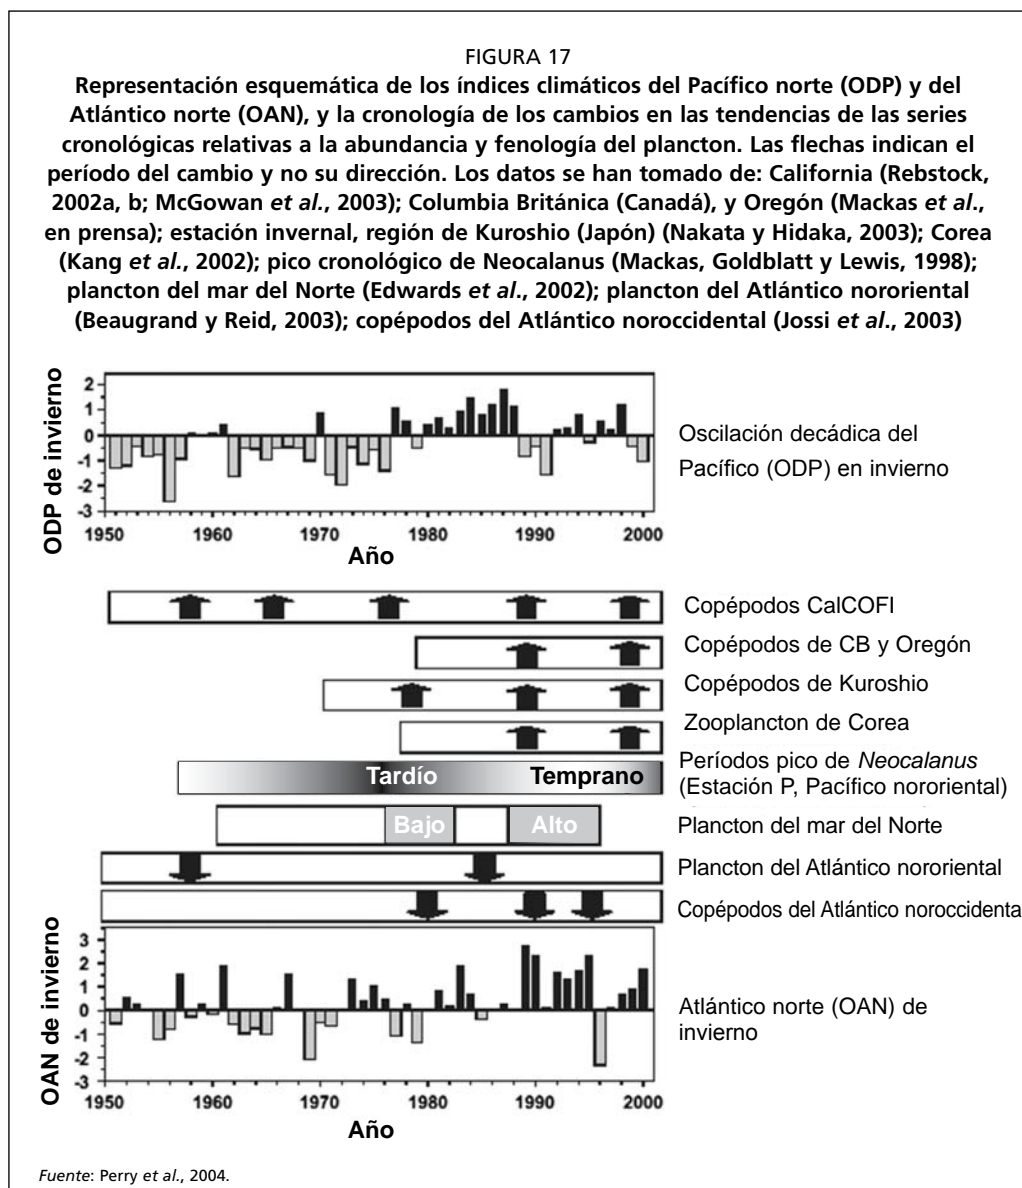 FIGURA 17
Representación esquemática de los índices climáticos del Pacífico norte (ODP) y del
Atlántico norte (OAN), y la cronología de los cambios en las tendencias de las series
cronológicas relativas a la abundancia y fenología del plancton. Las flechas indican el
período del cambio y no su dirección. Los datos se han tomado de: California (Rebstock,
2002a, b; McGowan et al., 2003); Columbia Británica (Canadá), y Oregón (Mackas et al.,
en prensa); estación invernal, región de Kuroshio (Japón) (Nakata y Hidaka, 2003); Corea
(Kang et al., 2002); pico cronológico de Neocalanus (Mackas, Goldblatt y Lewis, 1998);
plancton del mar del Norte (Edwards et al., 2002); plancton del Atlántico nororiental
(Beaugrand y Reid, 2003); copépodos del Atlántico noroccidental (Jossi et al., 2003)
ODP de invierno
2
1
0
-1
-2
-3
1950 1960 1970 1980 1990 2000
Año
Oscilación decádica del
Pacífico (ODP) en invierno
Copépodos CalCOFI
Copépodos de CB y Oregón
Copépodos de Kuroshio
Zooplancton de Corea
Tardío Temprano
Períodos pico de Neocalanus
(Estación P, Pacífico nororiental)
Bajo Alto
Plancton del mar del Norte
Plancton del Atlántico nororiental
Copépodos del Atlántico noroccidenta
OAN de invierno
3
2
1
0
-1
-2
-3
1950 1960 1970 1980 1990 2000
Año
Atlántico norte (OAN) de
invierno
Fuente: Perry et al., 2004.